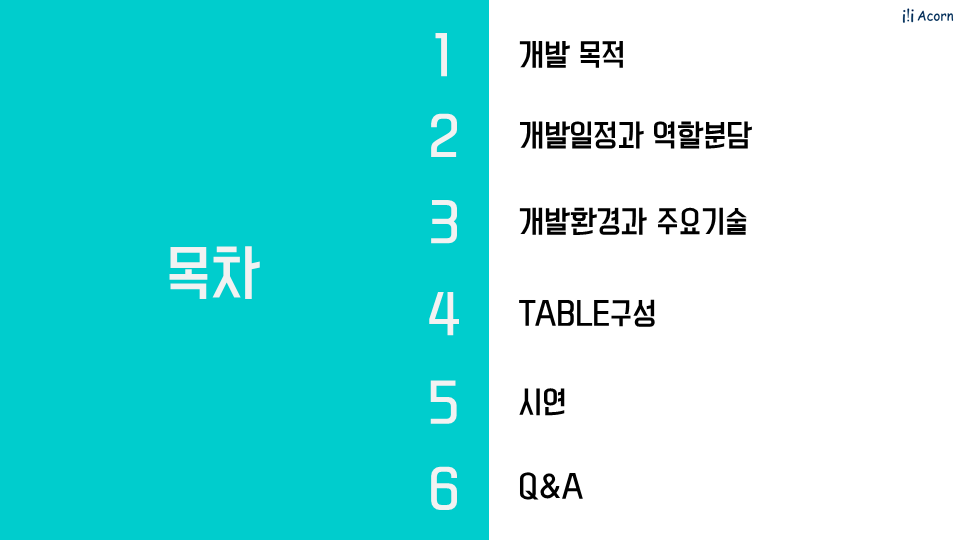 Acorn
목차
1 개발 목적
2 개발일정과 역할분담
3 개발환경과 주요기술
4 TABLE구성
5 시연
6 Q&A